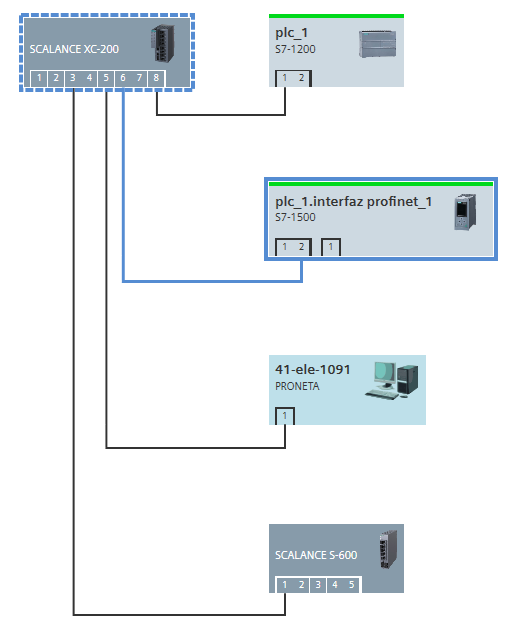 SCALANCE XC-200
1 2 3 4 5 6 7 8
plc_1
S7-1200
1 2
plc_1.interfaz profinet_1
S7-1500
1 2 1
41-ele-1091
PRONETA
1
SCALANCE S-600
1 2 3 4 5